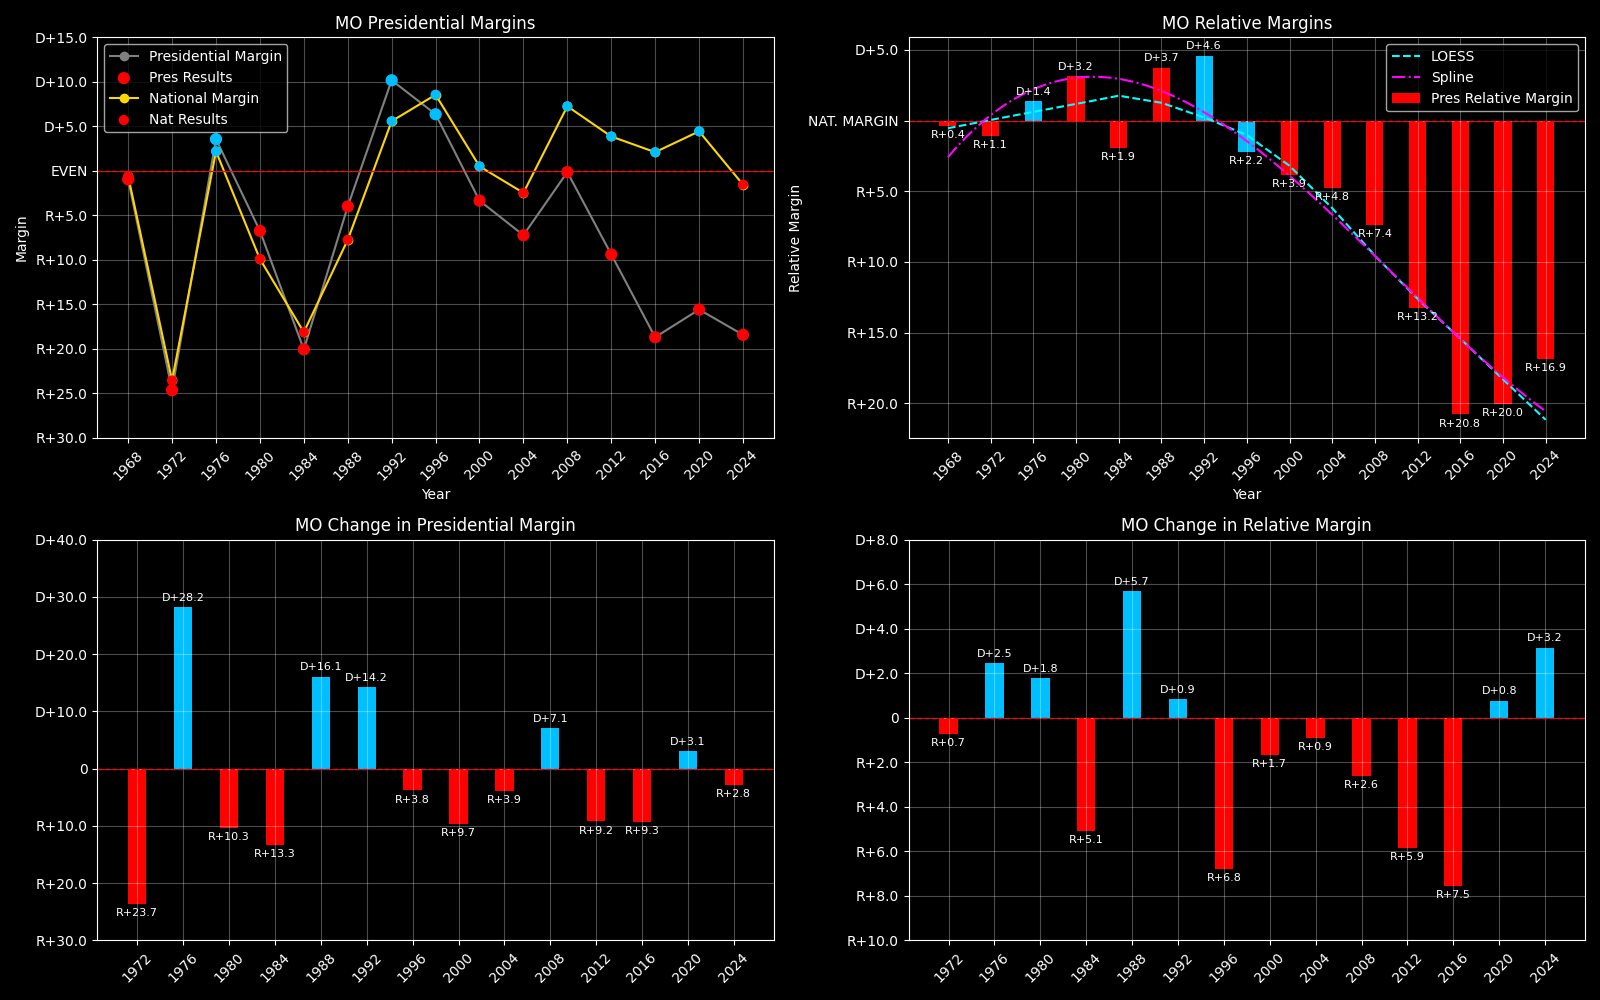 MO Presidential Margins
D+15.0
D+10.0
D+5.0
EVEN
R+5.0
R+10.0
R+15.0
R+20.0
R+25.0
R+30.0
Margin
Presidential Margin
Pres Results
National Margin
Nat Results
1968
1972
1976
1980
1984
1988
1992
1996
2000
2004
2008
2012
2016
2020
2024
Year
MO Relative Margins
D+5.0
NAT. MARGIN
R+5.0
R+10.0
R+15.0
R+20.0
Relative Margin
LOESS
Spline
Pres Relative Margin
R+0.4
R+1.1
D+1.4
D+3.2
R+1.9
D+3.7
D+4.6
R+2.2
R+3.9
R+4.8
R+7.4
R+13.2
R+20.8
R+20.0
R+16.9
1968
1972
1976
1980
1984
1988
1992
1996
2000
2004
2008
2012
2016
2020
2024
Year
MO Change in Presidential Margin
D+40.0
D+30.0
D+20.0
D+10.0
0
R+10.0
R+20.0
R+30.0
R+23.7
D+28.2
R+10.3
R+13.3
D+16.1
D+14.2
R+3.8
R+9.7
R+3.9
D+7.1
R+9.2
R+9.3
D+3.1
R+2.8
1972
1976
1980
1984
1988
1992
1996
2000
2004
2008
2012
2016
2020
2024
MO Change in Relative Margin
D+8.0
D+6.0
D+4.0
D+2.0
0
R+2.0
R+4.0
R+6.0
R+8.0
R+10.0
R+0.7
D+2.5
D+1.8
R+5.1
D+5.7
D+0.9
R+6.8
R+1.7
R+0.9
R+2.6
R+5.9
R+7.5
D+0.8
D+3.2
1972
1976
1980
1984
1988
1992
1996
2000
2004
2008
2012
2016
2020
2024